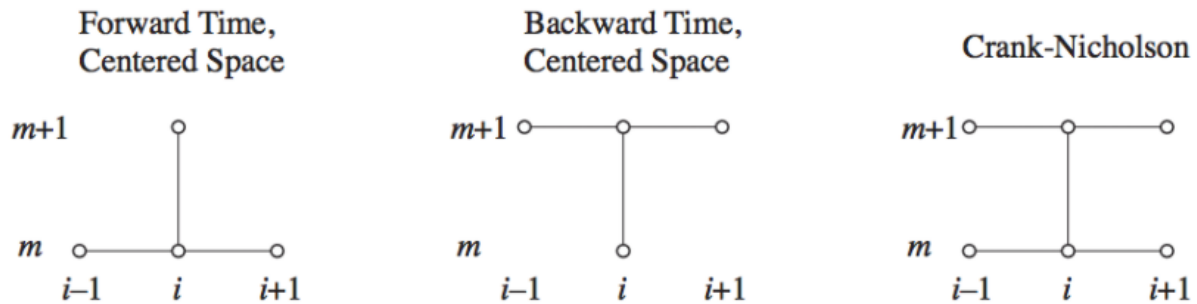 Forward Time,
Centered Space
m+1
m
i–1 i i+1
Backward Time,
Centered Space
m+1
m
i–1 i i+1
Crank-Nicholson
m+1
m
i–1 i i+1